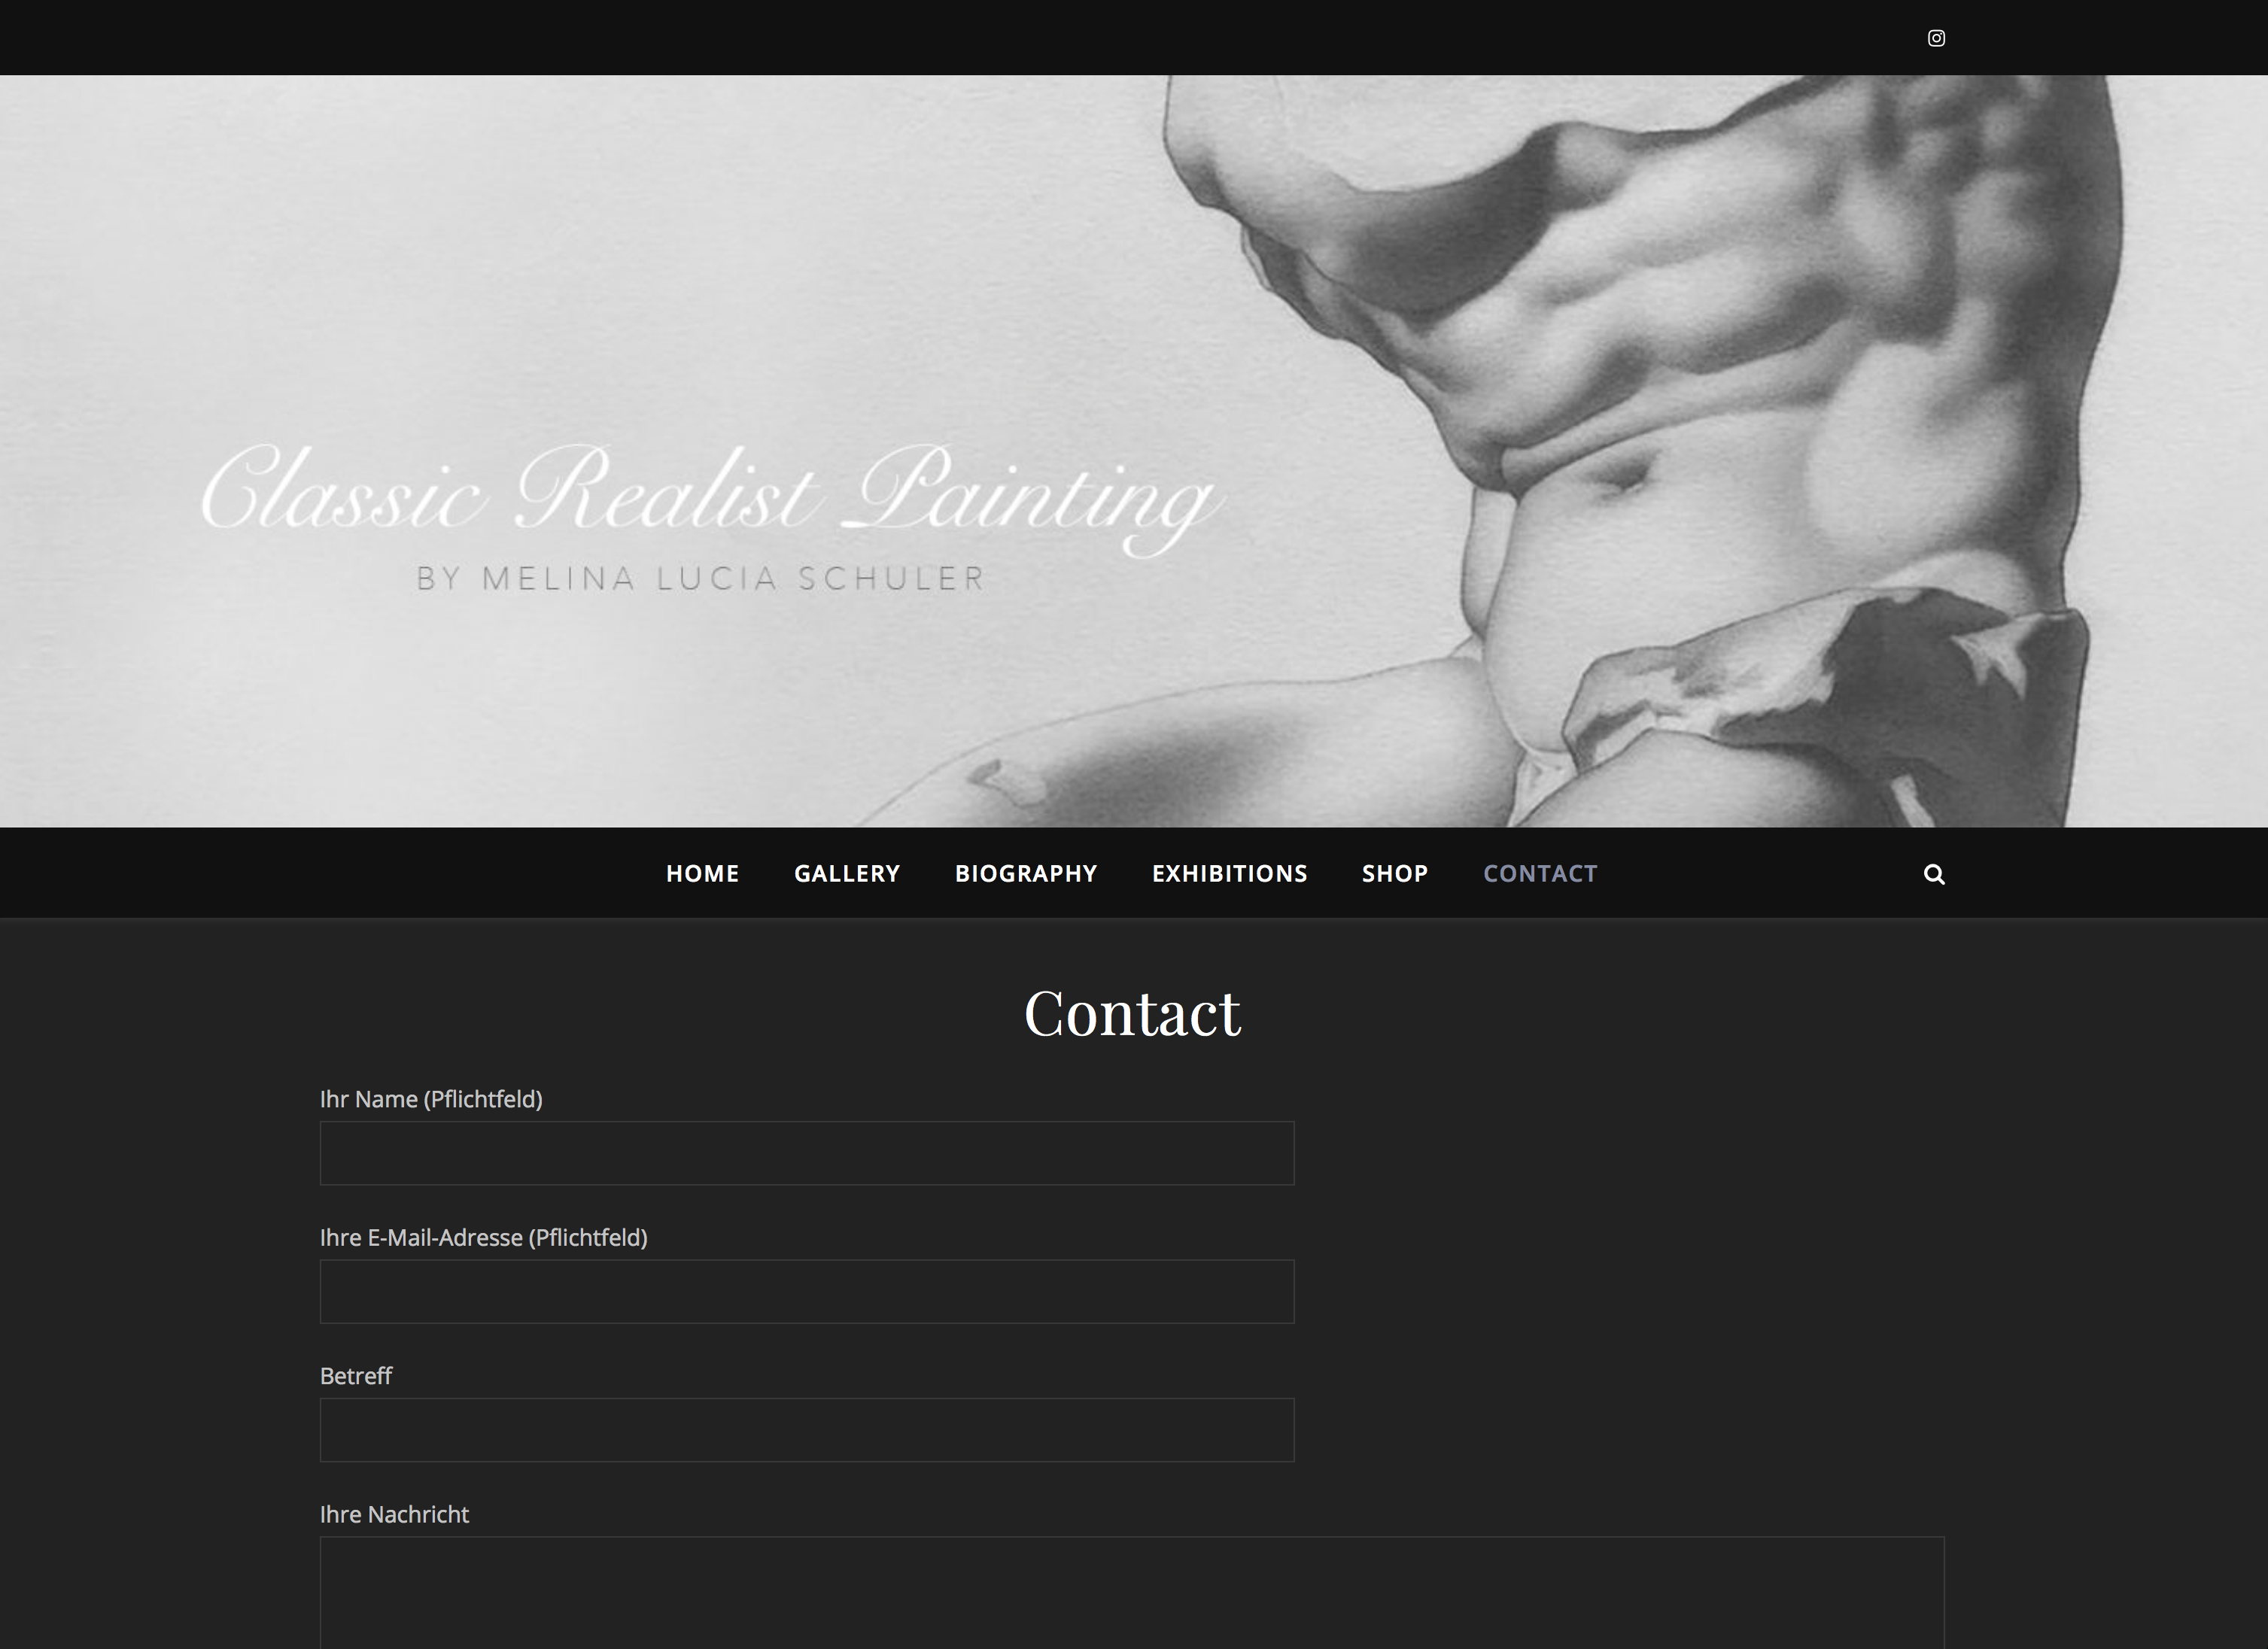 Classic Realist Painting
BY MELINA LUCIA SCHULER
HOME GALLERY BIOGRAPHY EXHIBITIONS SHOP CONTACT
Contact
Ihr Name (Pflichtfeld)
Ihre E-Mail-Adresse (Pflichtfeld)
Betreff
Ihre Nachricht